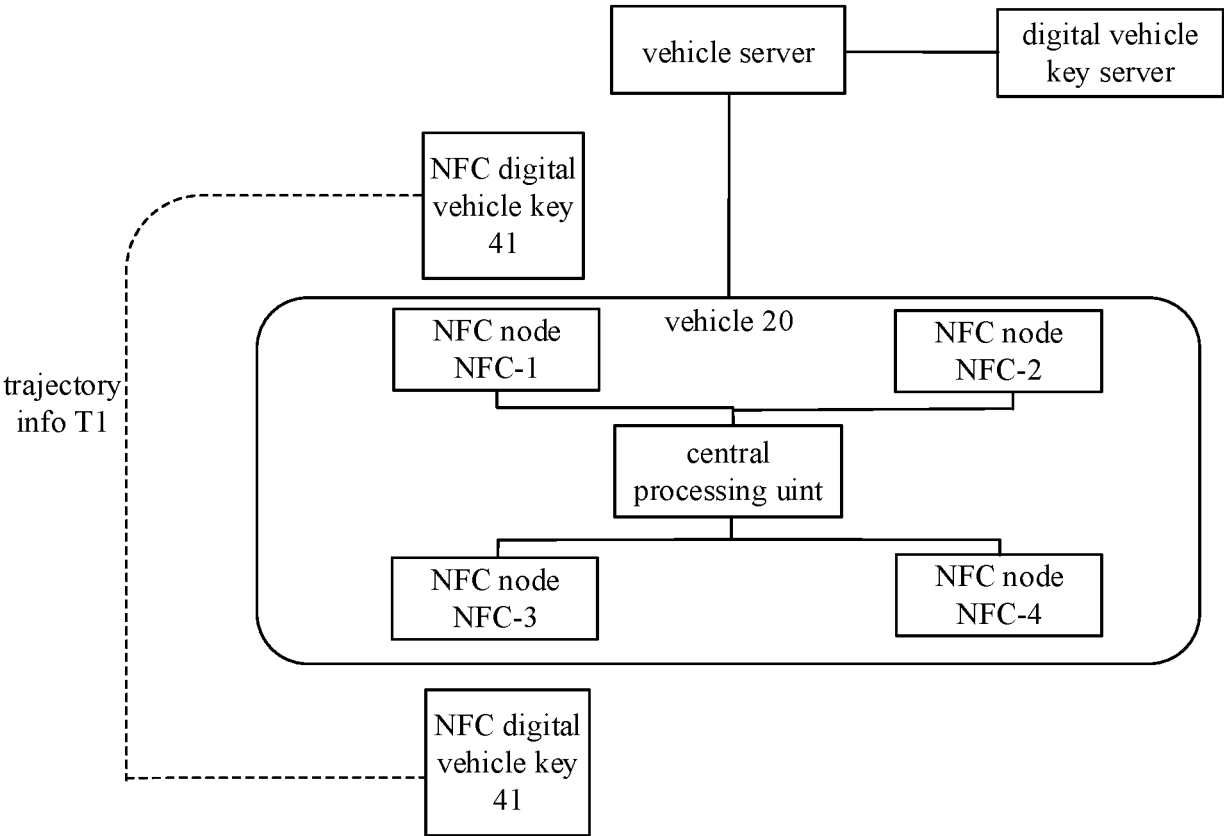 vehicle server
digital vehicle
key server
NFC digital
vehicle key
41
vehicle 20
NFC node
NFC-1
NFC node
NFC-2
trajectory
info T1
central
processing uint
NFC node
NFC-3
NFC node
NFC-4
NFC digital
vehicle key
41